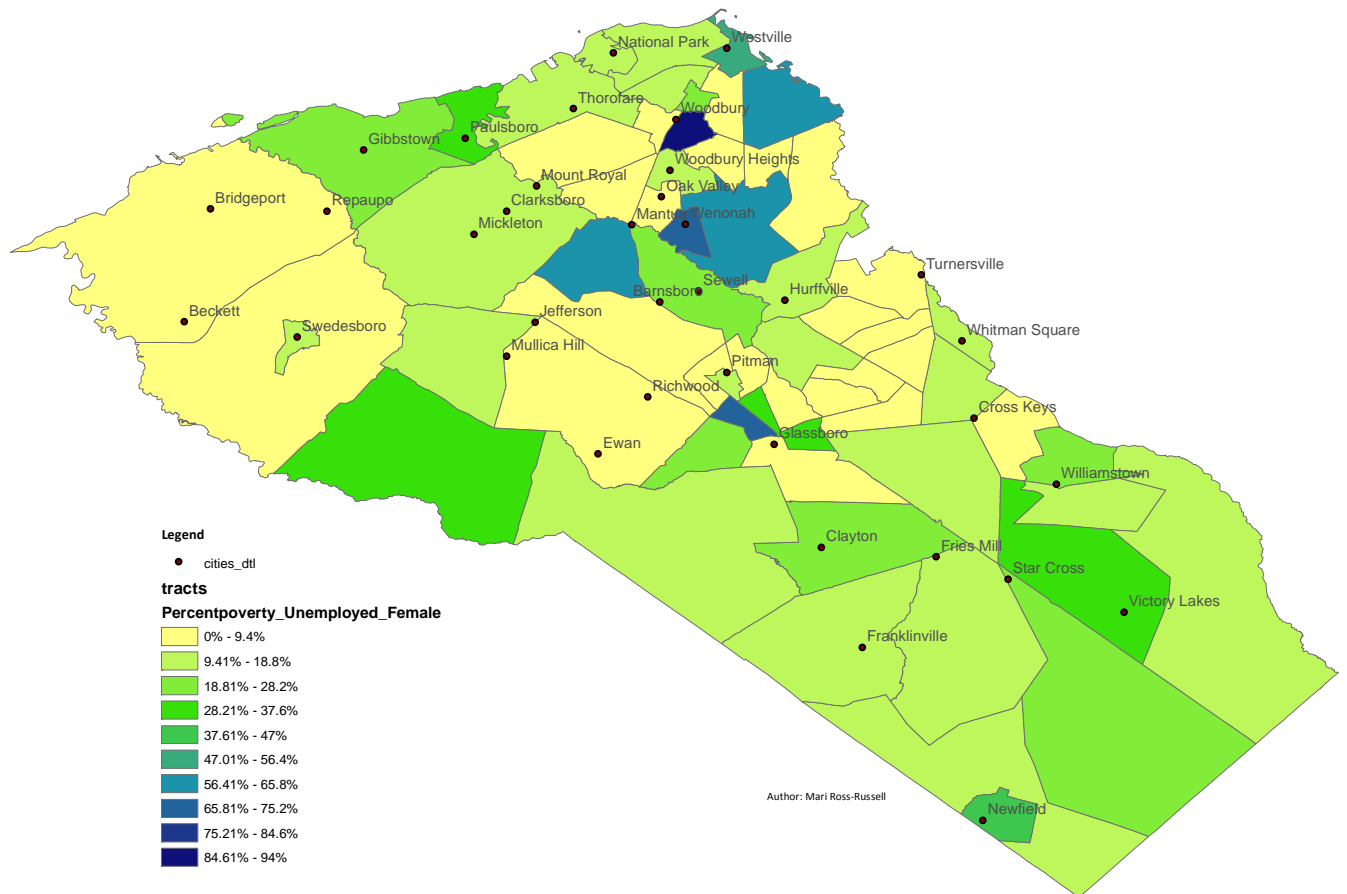 National Park
Westville
Thorofare
Woodbury
Paulsboro
Gibbstown
Woodbury Heights
Mount Royal
Oak Valley
Bridgeport
Repaupo
Clarksboro
Mickleton
Mantua
Wenonah
Turnersville
Sewell
Hurffville
Barnsboro
Beckett
Jefferson
Swedesboro
Whitman Square
Mullica Hill
Pitman
Richwood
Cross Keys
Glassboro
Ewan
Williamstown
Clayton
Fries Mill
Star Cross
Victory Lakes
Franklinville
Newfield
Legend
cities_dtl
tracts
Percentpoverty_Unemployed_Female
0% - 9.4%
9.41% - 18.8%
18.81% - 28.2%
28.21% - 37.6%
37.61% - 47%
47.01% - 56.4%
56.41% - 65.8%
65.81% - 75.2%
75.21% - 84.6%
84.61% - 94%
Author: Mari Ross-Russell